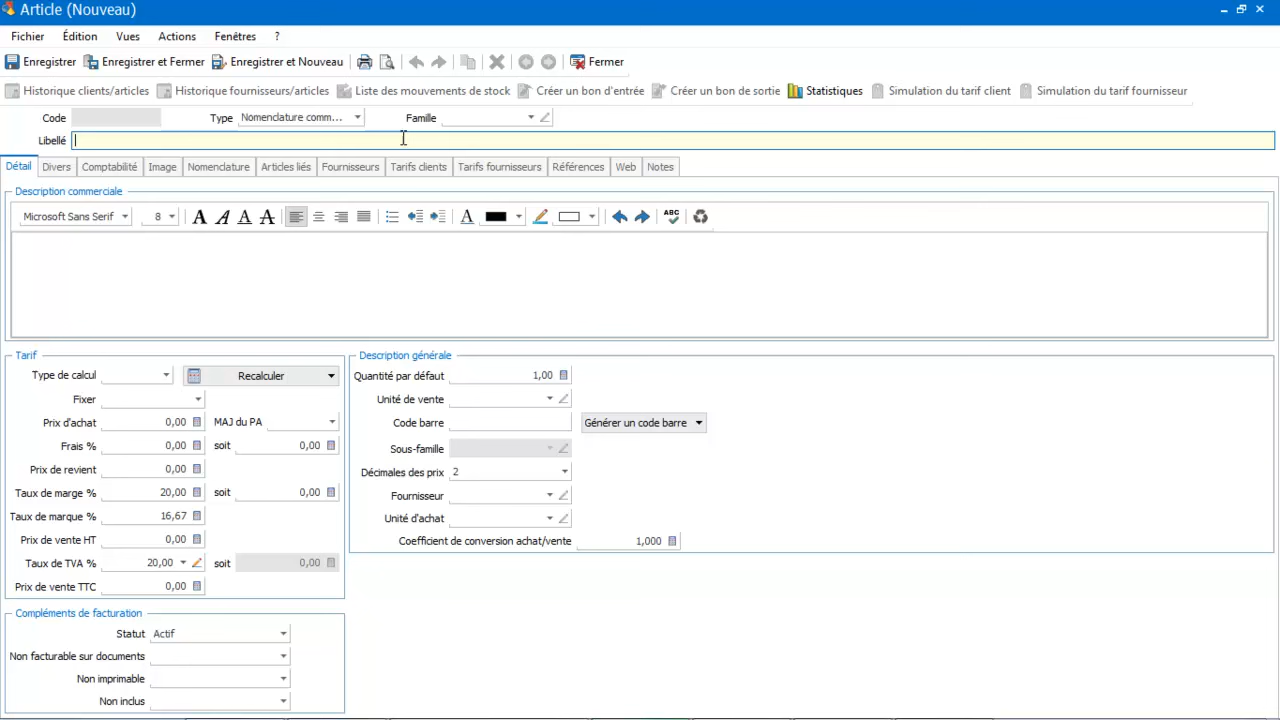 Article (Nouveau)
Fichier Édition Vues Actions Fenêtres ?
Enregistrer Enregistrer et Fermer Enregistrer et Nouveau Fermer
Historique clients/articles Historique fournisseurs/articles Liste des mouvements de stock Créer un bon d'entrée Créer un bon de sortie Statistiques Simulation du tarif client Simulation du tarif fournisseur
Code Type Nomenclature comm... Famille
Libellé
Détail Divers Comptabilité Image Nomenclature Articles liés Fournisseurs Tarifs clients Tarifs fournisseurs Références Web Notes
Description commerciale
Microsoft Sans Serif 8 A A A A A ABC
Tarif
Type de calcul Recalculer
Fixer
Prix d'achat 0,00 MAJ du PA
Frais % 0,00 soit 0,00
Prix de revient 0,00
Taux de marge % 20,00 soit 0,00
Taux de marque % 16,67
Prix de vente HT 0,00
Taux de TVA % 20,00 soit 0,00
Prix de vente TTC 0,00
Description générale
Quantité par défaut 1,00
Unité de vente
Code barre Générer un code barre
Sous-famille
Décimales des prix 2
Fournisseur
Unité d'achat
Coefficient de conversion achat/vente 1,000
Compléments de facturation
Statut Actif
Non facturable sur documents
Non imprimable
Non inclus